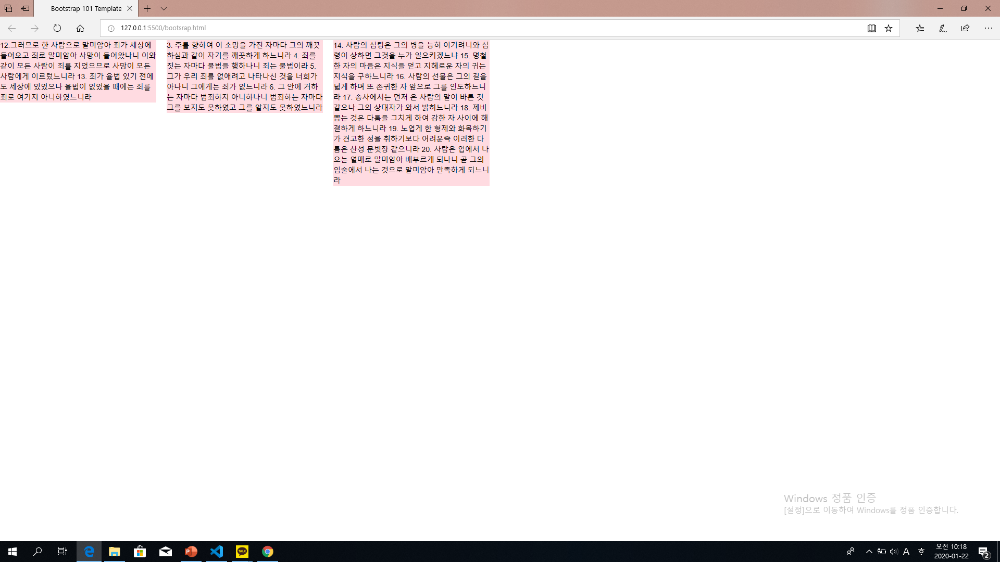 Bootstrap 101 Template
127.0.0.1:5500/bootsrap.html
12.그러므로 한 사람으로 말미암아 죄가 세상에
들어오고 죄로 말미암아 사망이 들어왔나니 이와
같이 모든 사람이 죄를 지었으므로 사망이 모든
사람에게 이르렀느니라 13. 죄가 율법 있기 전에
도 세상에 있었으나 율법이 없었을 때에는 죄를
죄로 여기지 아니하였느니라
3. 주를 향하여 이 소망을 가진 자마다 그의 깨끗
하심과 같이 자기를 깨끗하게 하느니라 4. 죄를
짓는 자마다 불법을 행하나니 죄는 불법이라 5.
그가 우리 죄를 없애려고 나타나신 것을 너희가
아나니 그에게는 죄가 없느니라 6. 그 안에 거하
는 자마다 범죄하지 아니하나니 범죄하는 자마다
그를 보지도 못하였고 그를 알지도 못하였느니라
14. 사람의 심령은 그의 병을 능히 이기려니와 심
령이 상하면 그것을 누가 일으키겠느냐 15. 명철
한 자의 마음은 지식을 얻고 지혜로운 자의 귀는
지식을 구하느니라 16. 사람의 선물은 그의 길을
넓게 하며 또 존귀한 자 앞으로 그를 인도하느니
라 17. 송사에서는 먼저 온 사람의 말이 바른 것
같으나 그의 상대자가 와서 밝히느니라 18. 제비
뽑는 것은 다툼을 그치게 하여 강한 자 사이에 해
결하게 하느니라 19. 노엽게 한 형제와 화목하기
가 견고한 성을 취하기보다 어려운즉 이러한 다
툼은 산성 문빗장 같으니라 20. 사람은 입에서 나
오는 열매로 말미암아 배부르게 되나니 곧 그의
입술에서 나는 것으로 말미암아 만족하게 되느니
라
Windows 정품 인증
[설정]으로 이동하여 Windows를 정품 인증합니다.
TALK
A
오전 10:18
2020-01-22
2